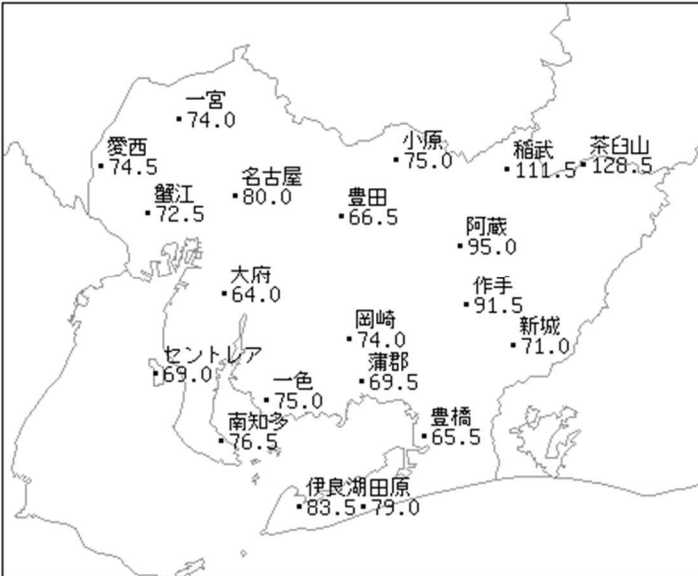 一宮
74.0
小原
75.0
稲武
111.5
茶臼山
128.5
愛西
74.5
名古屋
80.0
蟹江
72.5
豊田
66.5
阿蔵
95.0
大府
64.0
作手
91.5
岡崎
74.0
新城
71.0
セントレア
69.0
蒲郡
69.5
一色
75.0
南知多
76.5
豊橋
65.5
伊良湖
83.5
田原
79.0